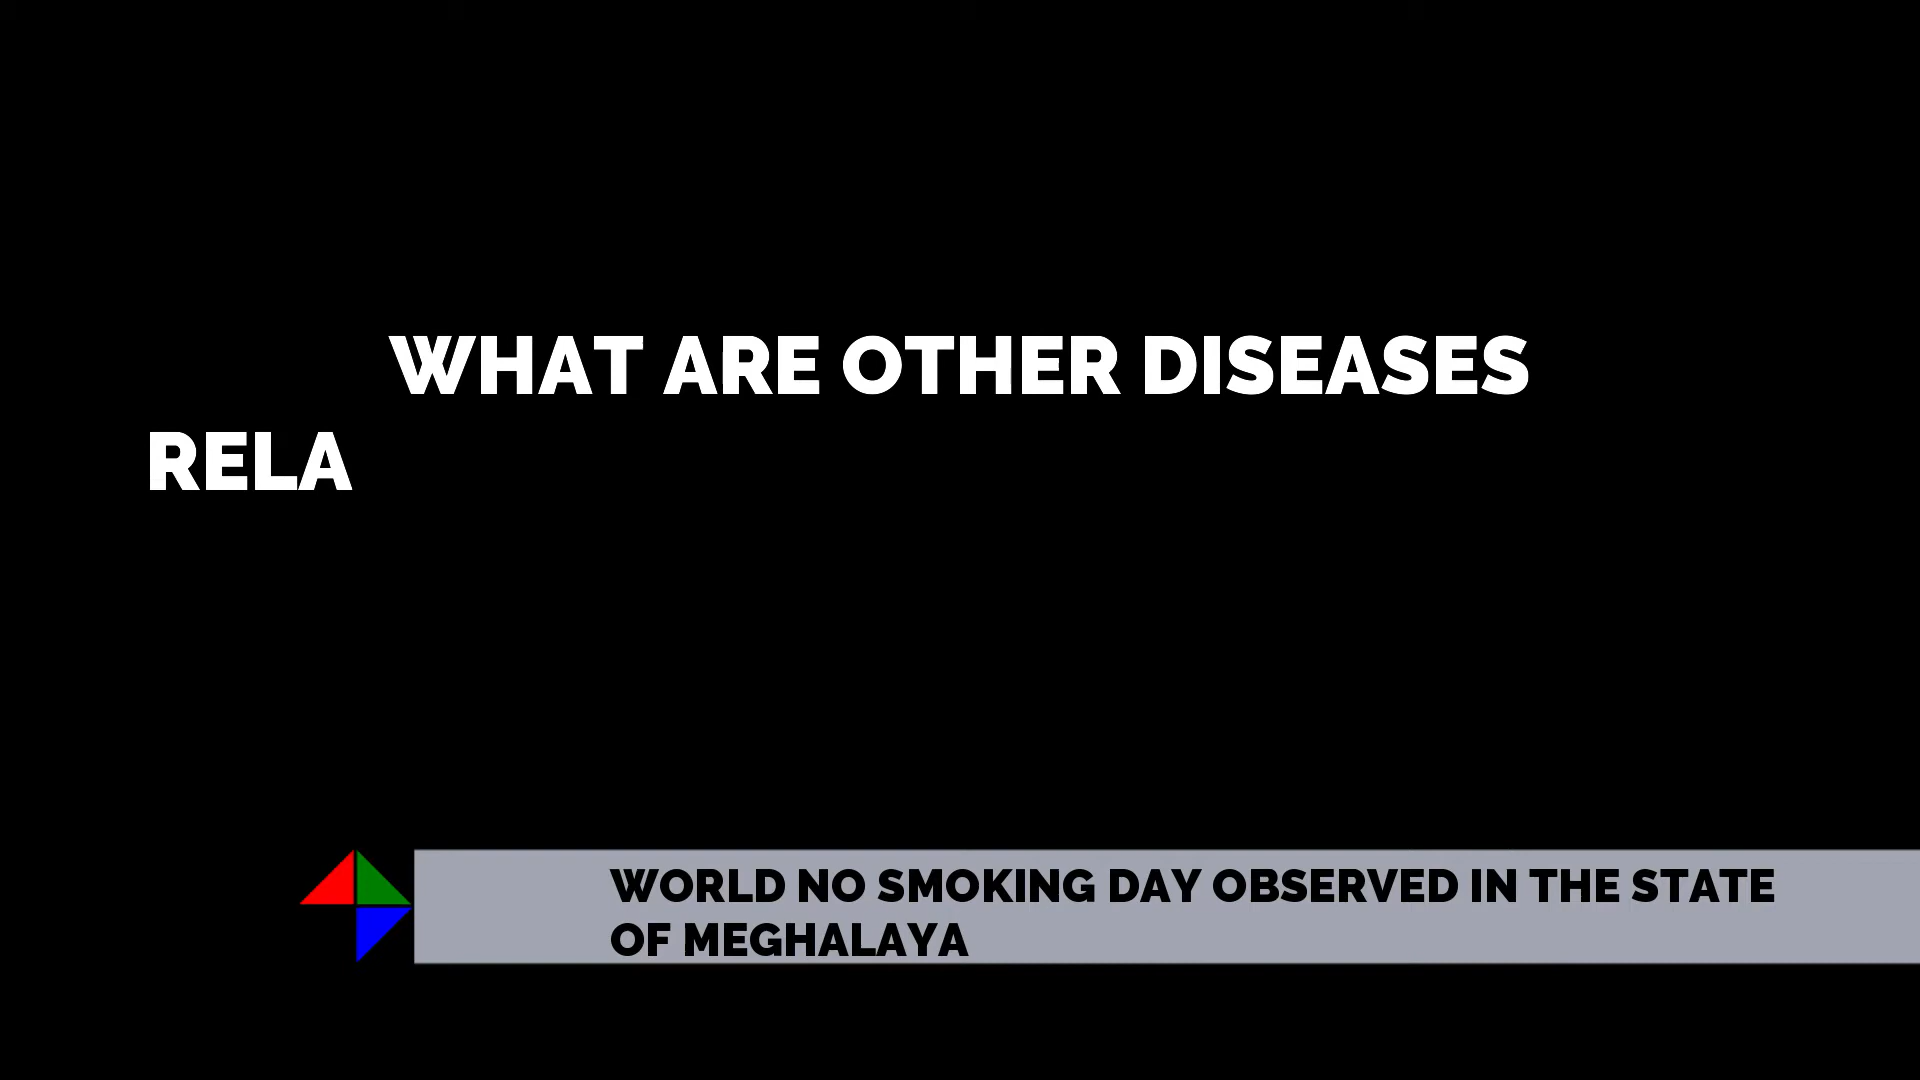 WHAT ARE OTHER DISEASES
RELA
WORLD NO SMOKING DAY OBSERVED IN THE STATE
OF MEGHALAYA